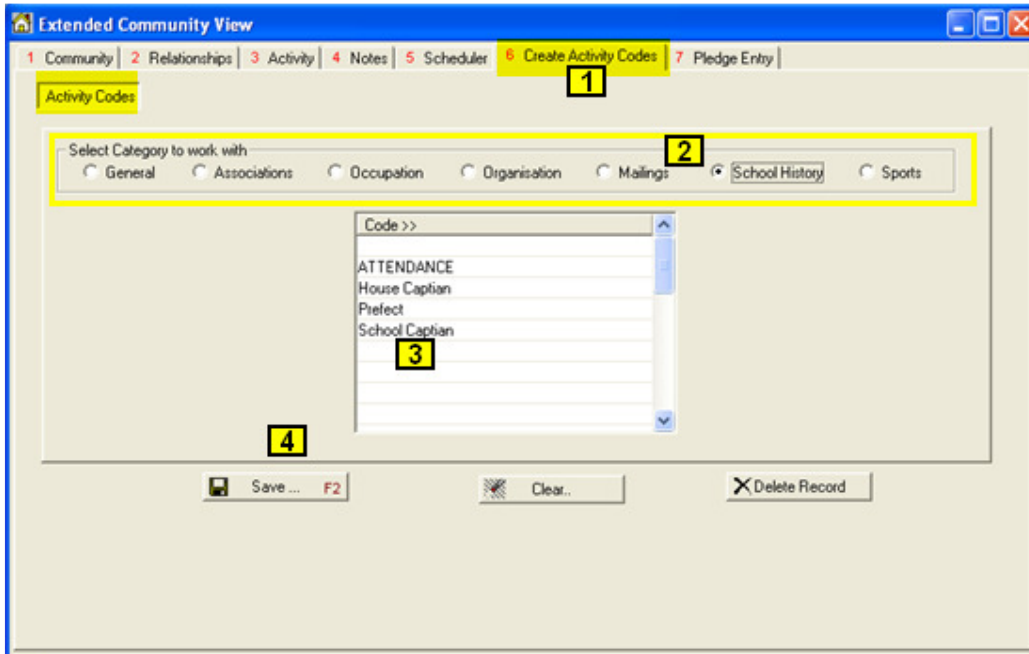 Extended Community View
1 Community 2 Relationships 3 Activity 4 Notes 5 Scheduler 6 Create Activity Codes 7 Pledge Entry
1
Activity Codes
Select Category to work with
2
General Associations Occupation Organisation Mailings School History Sports
Code >>
ATTENDANCE
House Captian
Prefect
School Captian
3
4
Save ... F2 Clear.. Delete Record